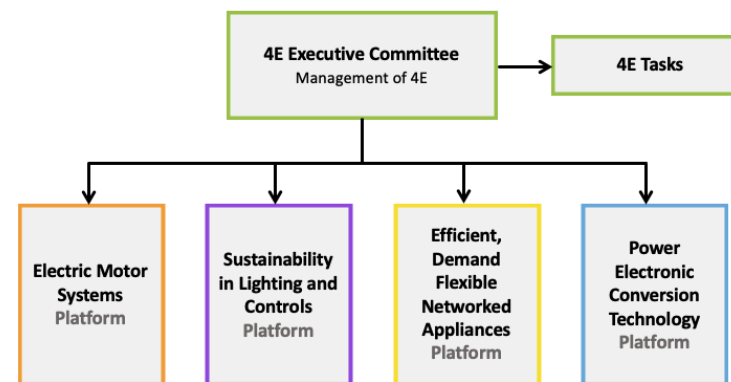 4E Executive Committee
Management of 4E
4E Tasks
Electric Motor
Systems
Platform
Sustainability
in Lighting and
Controls
Platform
Efficient,
Demand
Flexible
Networked
Appliances
Platform
Power
Electronic
Conversion
Technology
Platform